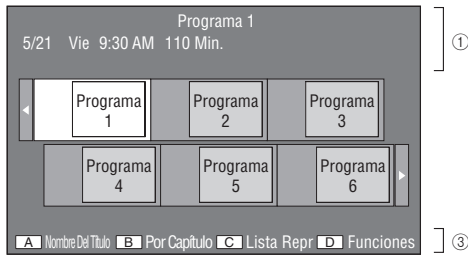 Programa 1
5/21 Vie 9:30 AM 110 Min.
①
Programa 1
Programa 2
Programa 3
Programa 4
Programa 5
Programa 6
A Nombre Del Título B Por Capítulo C Lista Repr D Funciones
③